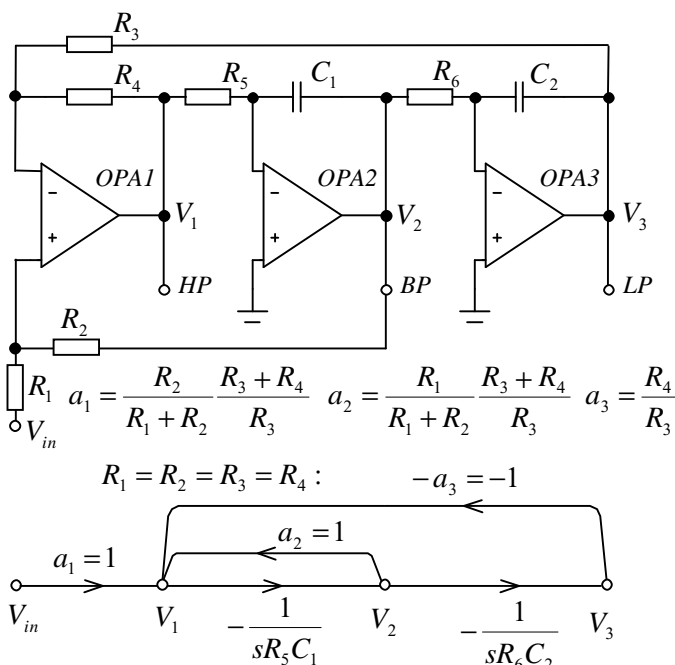 R₃
R₄ R₅ C₁ R₆ C₂
OPA1 OPA2 OPA3
− − −
V₁ V₂ V₃
+ + +
HP BP LP
R₂
R₁ a₁ = R₂/(R₁ + R₂) (R₃ + R₄)/R₃ a₂ = R₁/(R₁ + R₂) (R₃ + R₄)/R₃ a₃ = R₄/R₃
V_in
R₁ = R₂ = R₃ = R₄ : −a₃ = −1
a₁ = 1 a₂ = 1
V_in V₁ −1/(sR₅C₁) V₂ −1/(sR₆C₂) V₃